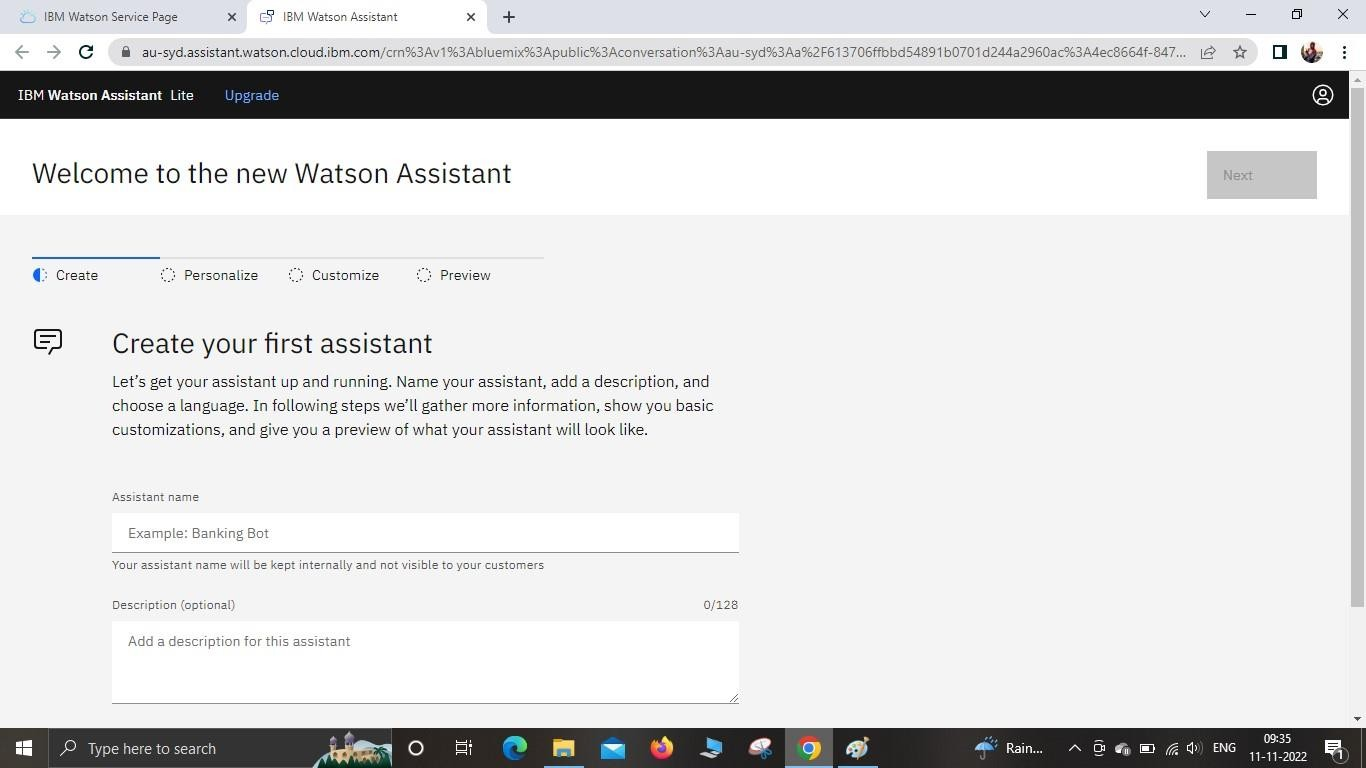 IBM Watson Service Page
IBM Watson Assistant
au-syd.assistant.watson.cloud.ibm.com/crn%3Av1%3Abluemix%3Apublic%3Aconversation%3Aau-syd%3Aa%2F613706ffbbd54891b0701d244a2960ac%3A4ec8664f-847...
IBM Watson Assistant Lite Upgrade
Welcome to the new Watson Assistant
Next
Create Personalize Customize Preview
Create your first assistant
Let’s get your assistant up and running. Name your assistant, add a description, and
choose a language. In following steps we’ll gather more information, show you basic
customizations, and give you a preview of what your assistant will look like.
Assistant name
Example: Banking Bot
Your assistant name will be kept internally and not visible to your customers
Description (optional) 0/128
Add a description for this assistant
Type here to search
Rain...
ENG
09:35
11-11-2022
1